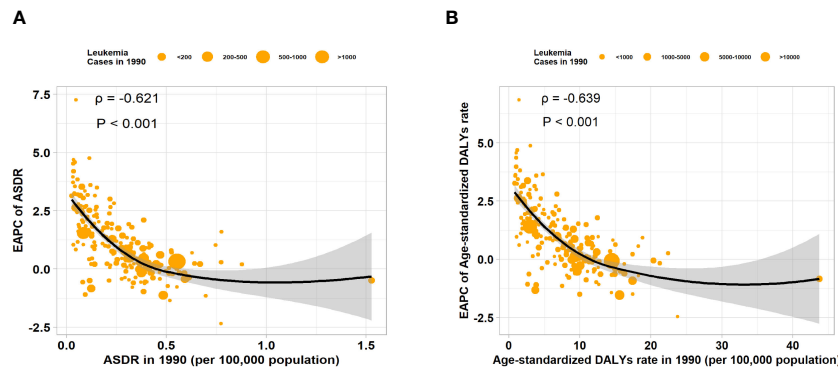 A
Leukemia
Cases in 1990
<200
200-500
500-1000
>1000
7.5
5.0
2.5
0.0
-2.5
EAPC of ASDR
ρ = -0.621
P < 0.001
0.0
0.5
1.0
1.5
ASDR in 1990 (per 100,000 population)
B
Leukemia
Cases in 1990
<1000
1000-5000
5000-10000
>10000
5.0
2.5
0.0
-2.5
EAPC of Age-standardized DALYs rate
ρ = -0.639
P < 0.001
0
10
20
30
40
Age-standardized DALYs rate in 1990 (per 100,000 population)